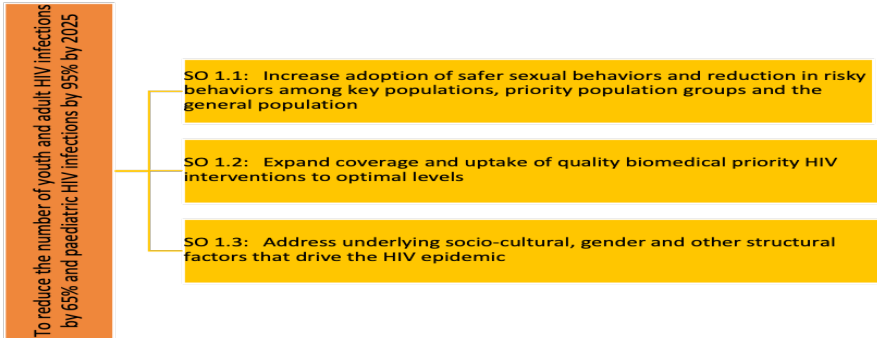 To reduce the number of youth and adult HIV infections
by 65% and paediatric HIV infections by 95% by 2025
SO 1.1: Increase adoption of safer sexual behaviors and reduction in risky
behaviors among key populations, priority population groups and the
general population
SO 1.2: Expand coverage and uptake of quality biomedical priority HIV
interventions to optimal levels
SO 1.3: Address underlying socio-cultural, gender and other structural
factors that drive the HIV epidemic